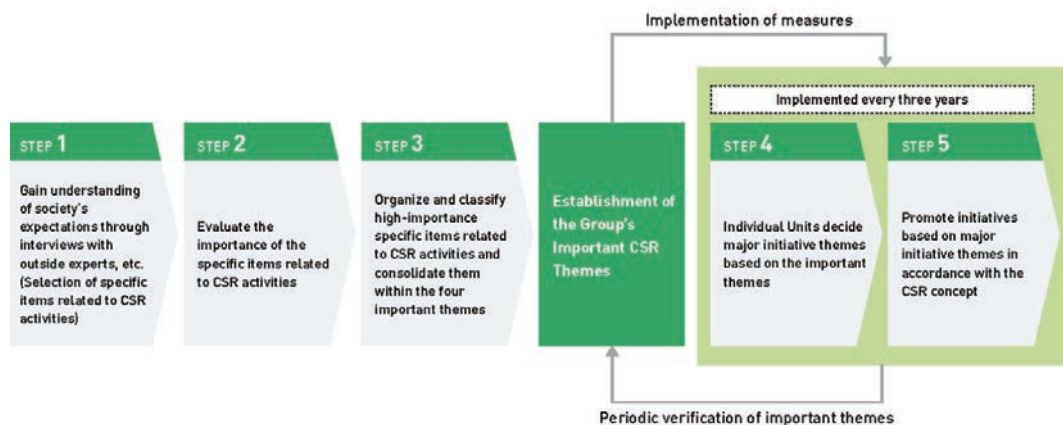 Implementation of measures
Implemented every three years
STEP 1
Gain understanding
of society's
expectations through
interviews with
outside experts, etc.
(Selection of specific
items related to CSR
activities)
STEP 2
Evaluate the
importance of the
specific items related
to CSR activities
STEP 3
Organize and classify
high-importance
specific items related
to CSR activities and
consolidate them
within the four
important themes
Establishment of
the Group's
Important CSR
Themes
STEP 4
Individual Units decide
major initiative themes
based on the important
themes
STEP 5
Promote initiatives
based on major
initiative themes in
accordance with the
CSR concept
Periodic verification of important themes